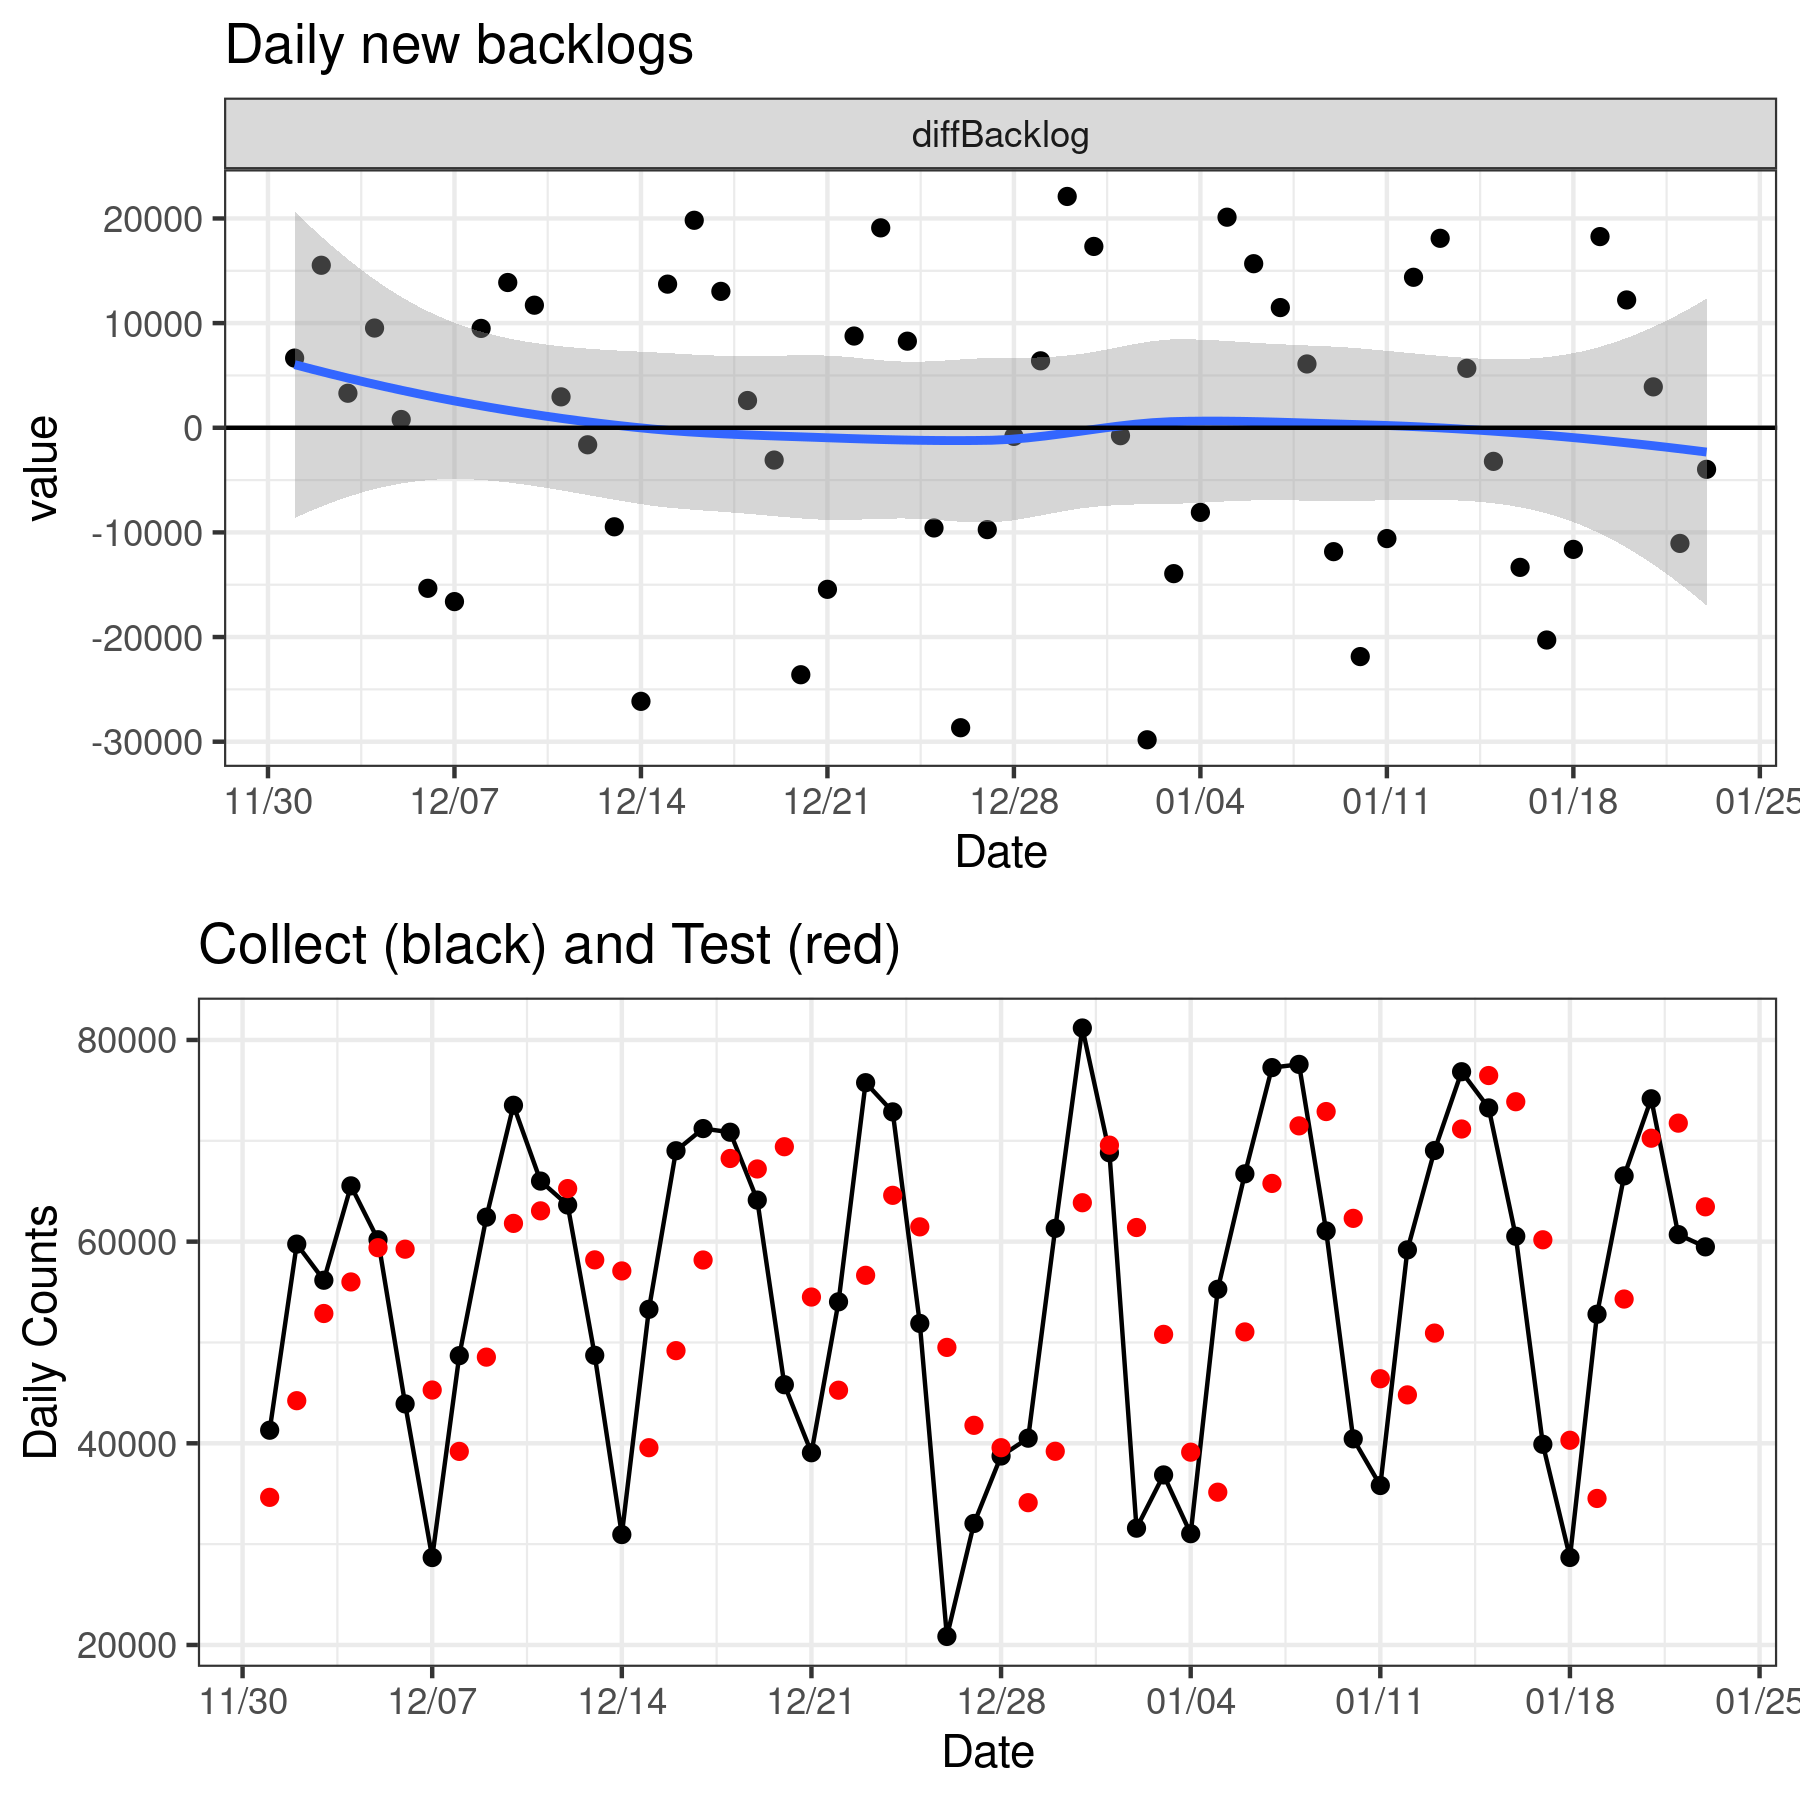 Daily new backlogs
diffBacklog
20000
10000
0
-10000
-20000
-30000
value
11/30 12/07 12/14 12/21 12/28 01/04 01/11 01/18 01/25
Date
Collect (black) and Test (red)
80000
60000
40000
20000
Daily Counts
11/30 12/07 12/14 12/21 12/28 01/04 01/11 01/18 01/25
Date